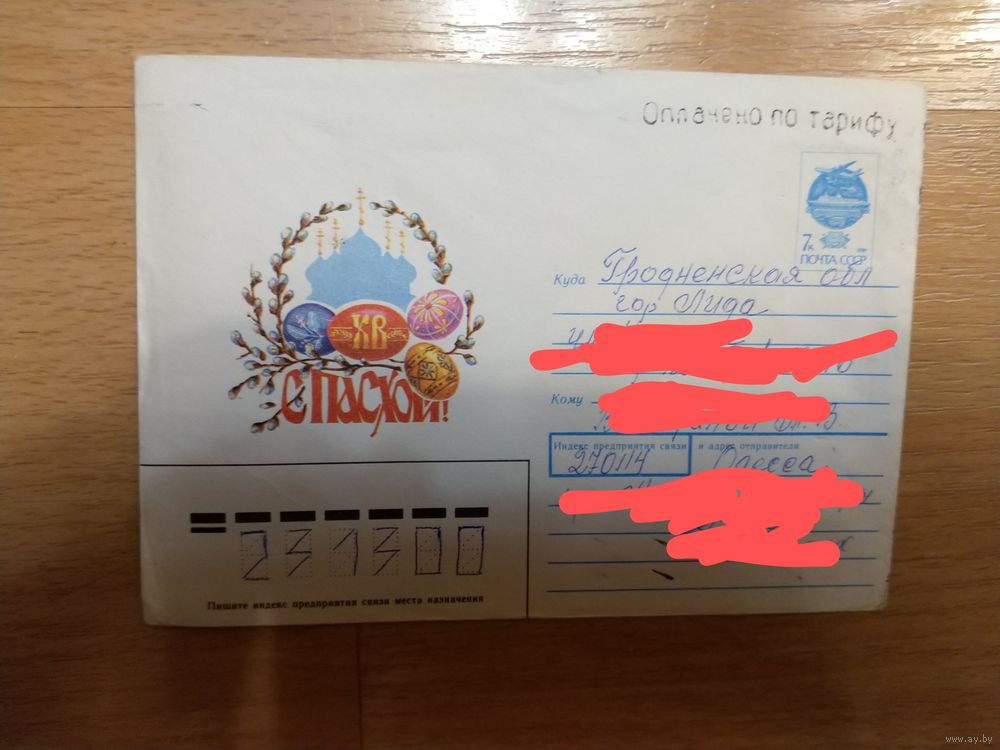 Оплачено по тарифу
7к
ПОЧТА СССР
Куда Гродненская обл
гор Лида
ХВ
С ПАСХОЙ!
Кому
Индекс предприятия связи и адрес отправителя
270114 Одесса
231300
Пишите индекс предприятия связи места назначения
www.ay.by